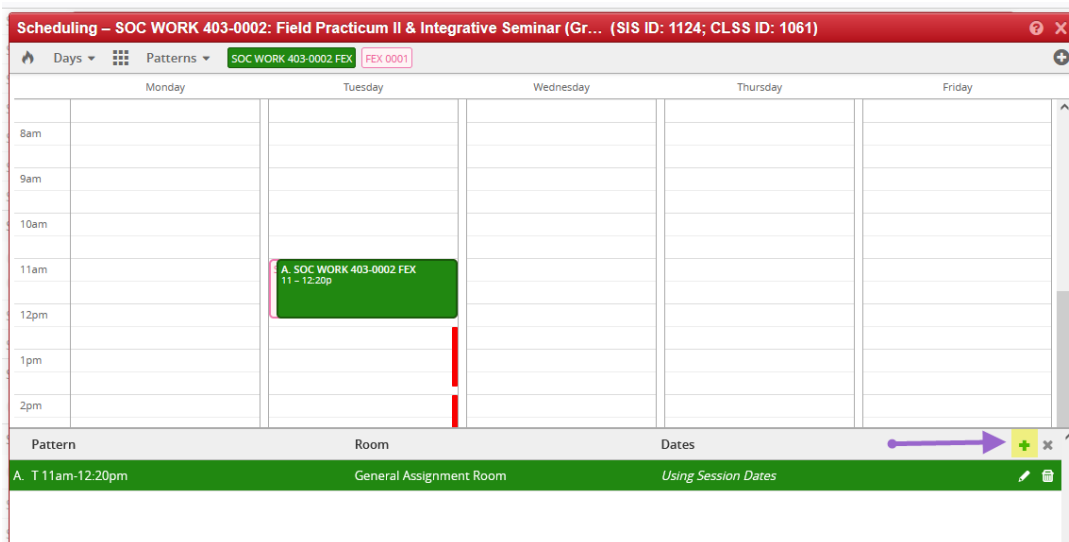 Scheduling – SOC WORK 403-0002: Field Practicum II & Integrative Seminar (Gr... (SIS ID: 1124; CLSS ID: 1061)
Days Patterns SOC WORK 403-0002 FEX FEX 0001
Monday Tuesday Wednesday Thursday Friday
8am
9am
10am
11am
A. SOC WORK 403-0002 FEX
11 – 12:20p
12pm
1pm
2pm
Pattern Room Dates
A. T 11am-12:20pm General Assignment Room Using Session Dates